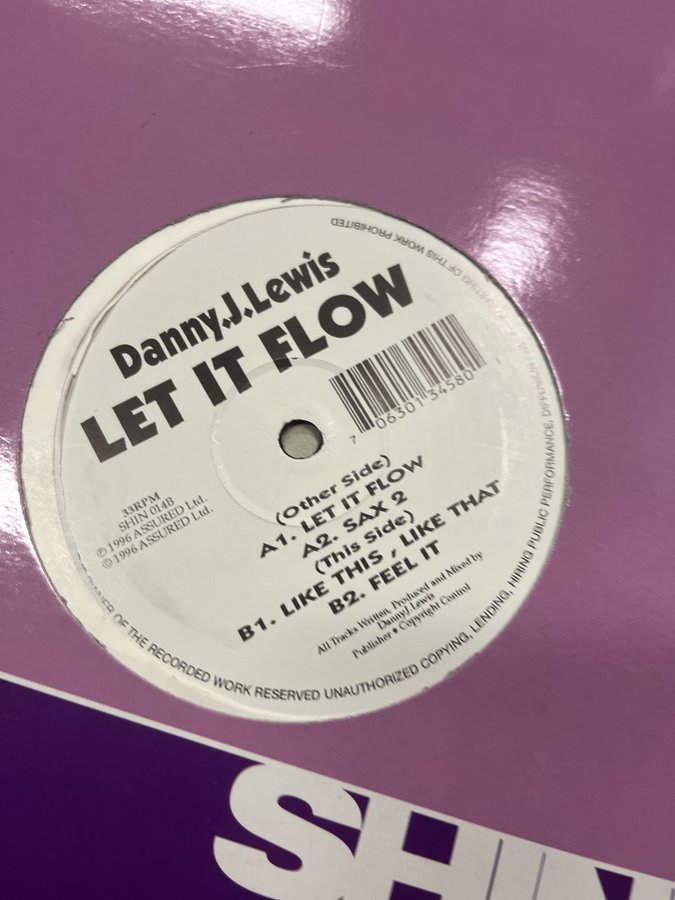 Danny.J.Lewis
LET IT FLOW
7 06301 34580
33RPM
SHIN 014B
℗ 1996 ASSURED Ltd.
© 1996 ASSURED Ltd.
(Other Side)
A1. LET IT FLOW
A2. SAX 2
(This Side)
B1. LIKE THIS , LIKE THAT
B2. FEEL IT
All Tracks Written, Produced and Mixed by
DannyJ.Lewis
Publisher • Copyright Control
OF THE RECORDED WORK RESERVED UNAUTHORIZED COPYING, LENDING, HIRING PUBLIC PERFORMANCE, OF THIS WORK PROHIBITED
SHIN